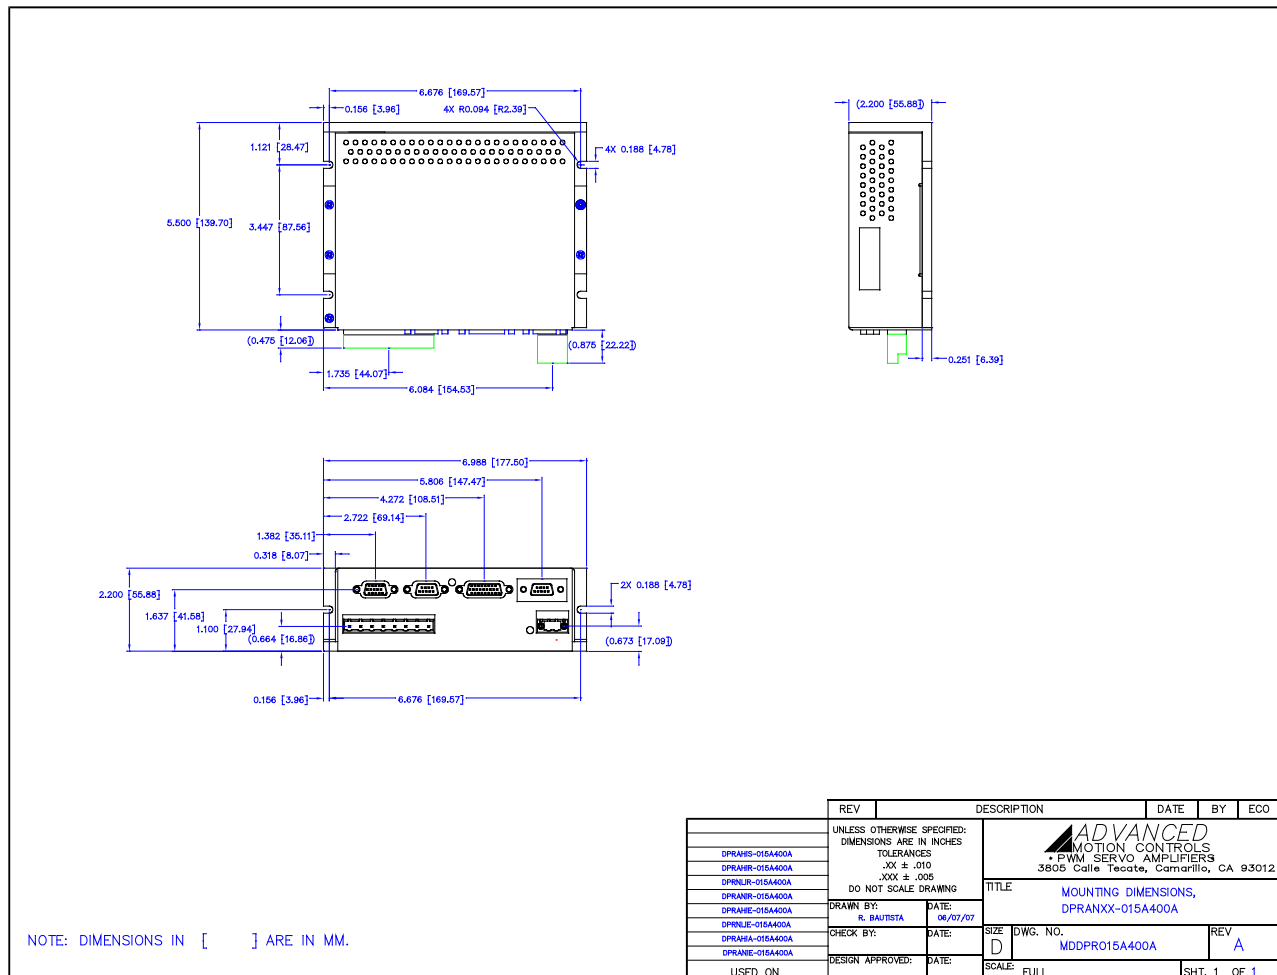 6.676 [169.57]
0.156 [3.96]
4X R0.094 [R2.39]
(2.200 [55.88])
1.121 [28.47]
4X 0.188 [4.78]
5.500 [139.70]
3.447 [87.56]
(0.475 [12.06])
(0.875 [22.22])
0.251 [6.39]
1.735 [44.07]
6.084 [154.53]
6.988 [177.50]
5.806 [147.47]
4.272 [108.51]
2.722 [69.14]
1.382 [35.11]
0.318 [8.07]
2.200 [55.88]
2X 0.188 [4.78]
1.637 [41.58]
1.100 [27.94]
(0.664 [16.86])
(0.673 [17.09])
0.156 [3.96]
6.676 [169.57]
NOTE: DIMENSIONS IN [ ] ARE IN MM.
REV DESCRIPTION DATE BY ECO
DPRAHIS-015A400A
DPRAHIR-015A400A
DPRNLIR-015A400A
DPRANIR-015A400A
DPRAHIE-015A400A
DPRNLIE-015A400A
DPRAHIA-015A400A
DPRANIE-015A400A
USED ON
UNLESS OTHERWISE SPECIFIED:
DIMENSIONS ARE IN INCHES
TOLERANCES
.XX ± .010
.XXX ± .005
DO NOT SCALE DRAWING
DRAWN BY: DATE:
R. BAUTISTA 06/07/07
CHECK BY: DATE:
DESIGN APPROVED: DATE:
ADVANCED
MOTION CONTROLS
• PWM SERVO AMPLIFIERS
3805 Calle Tecate, Camarillo, CA 93012
TITLE
MOUNTING DIMENSIONS,
DPRANXX-015A400A
SIZE DWG. NO. REV
D MDDPRO15A400A A
SCALE: FULL SHT. 1 OF 1